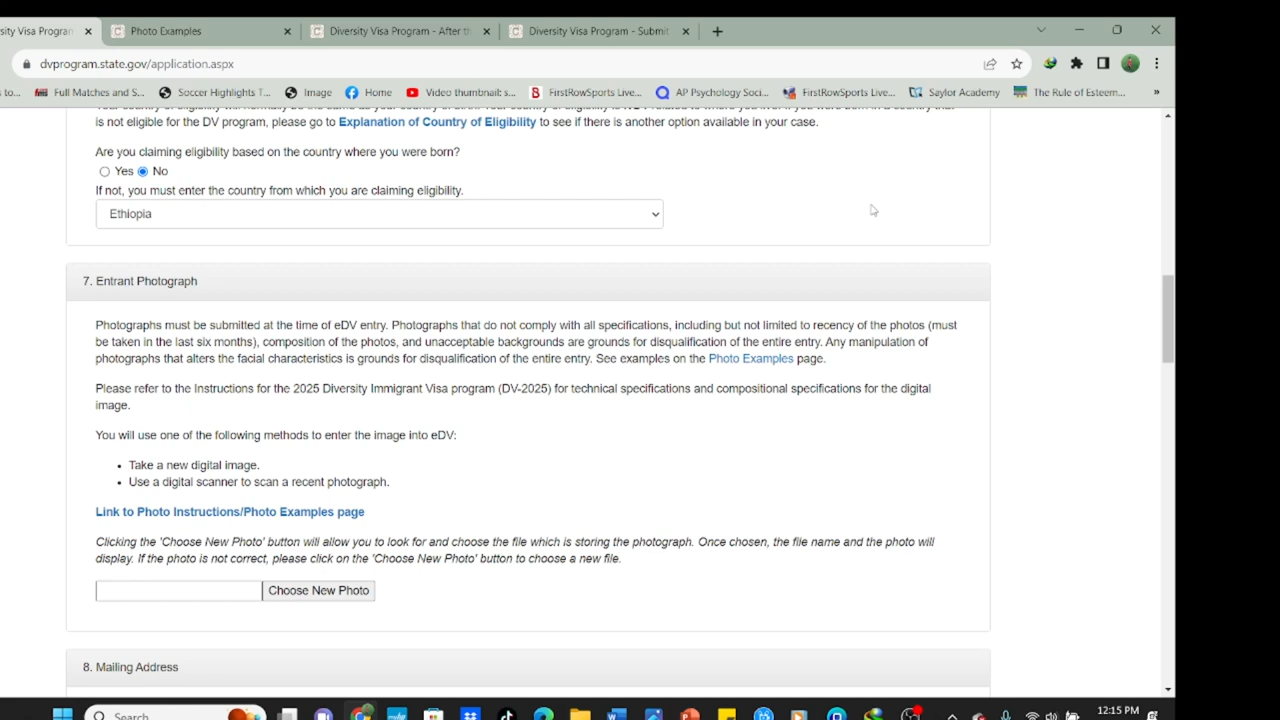 sity Visa Program
Photo Examples
Diversity Visa Program - After th
Diversity Visa Program - Submit
dvprogram.state.gov/application.aspx
s to...
Full Matches and S...
Soccer Highlights T...
Image
Home
Video thumbnail: s...
FirstRowSports Live...
AP Psychology Soci...
FirstRowSports Live...
Saylor Academy
The Rule of Esteem...
»
is not eligible for the DV program, please go to Explanation of Country of Eligibility to see if there is another option available in your case.
Are you claiming eligibility based on the country where you were born?
Yes No
If not, you must enter the country from which you are claiming eligibility.
Ethiopia
7. Entrant Photograph
Photographs must be submitted at the time of eDV entry. Photographs that do not comply with all specifications, including but not limited to recency of the photos (must
be taken in the last six months), composition of the photos, and unacceptable backgrounds are grounds for disqualification of the entire entry. Any manipulation of
photographs that alters the facial characteristics is grounds for disqualification of the entire entry. See examples on the Photo Examples page.
Please refer to the Instructions for the 2025 Diversity Immigrant Visa program (DV-2025) for technical specifications and compositional specifications for the digital
image.
You will use one of the following methods to enter the image into eDV:
• Take a new digital image.
• Use a digital scanner to scan a recent photograph.
Link to Photo Instructions/Photo Examples page
Clicking the 'Choose New Photo' button will allow you to look for and choose the file which is storing the photograph. Once chosen, the file name and the photo will
display. If the photo is not correct, please click on the 'Choose New Photo' button to choose a new file.
Choose New Photo
8. Mailing Address
Search
12:15 PM